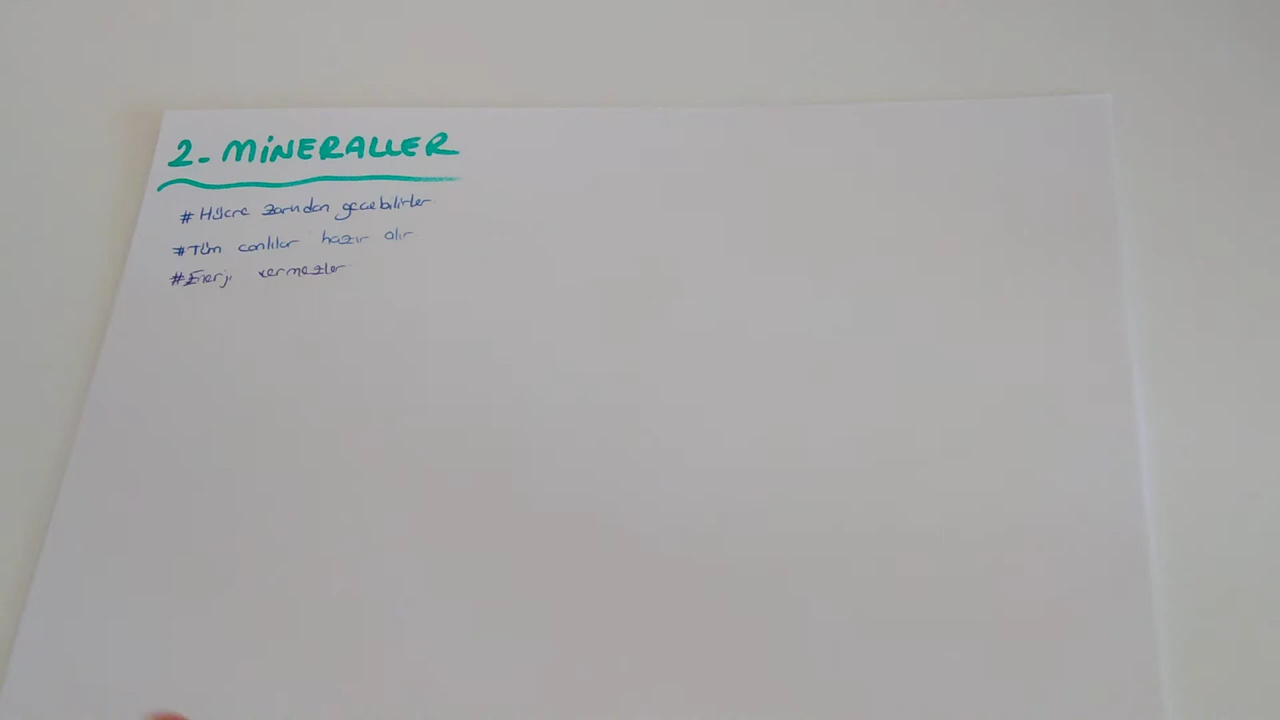 2- MİNERALLER
# Hücre zarından geçebilirler
# Tüm canlılar hazır alır
# Enerji vermezler